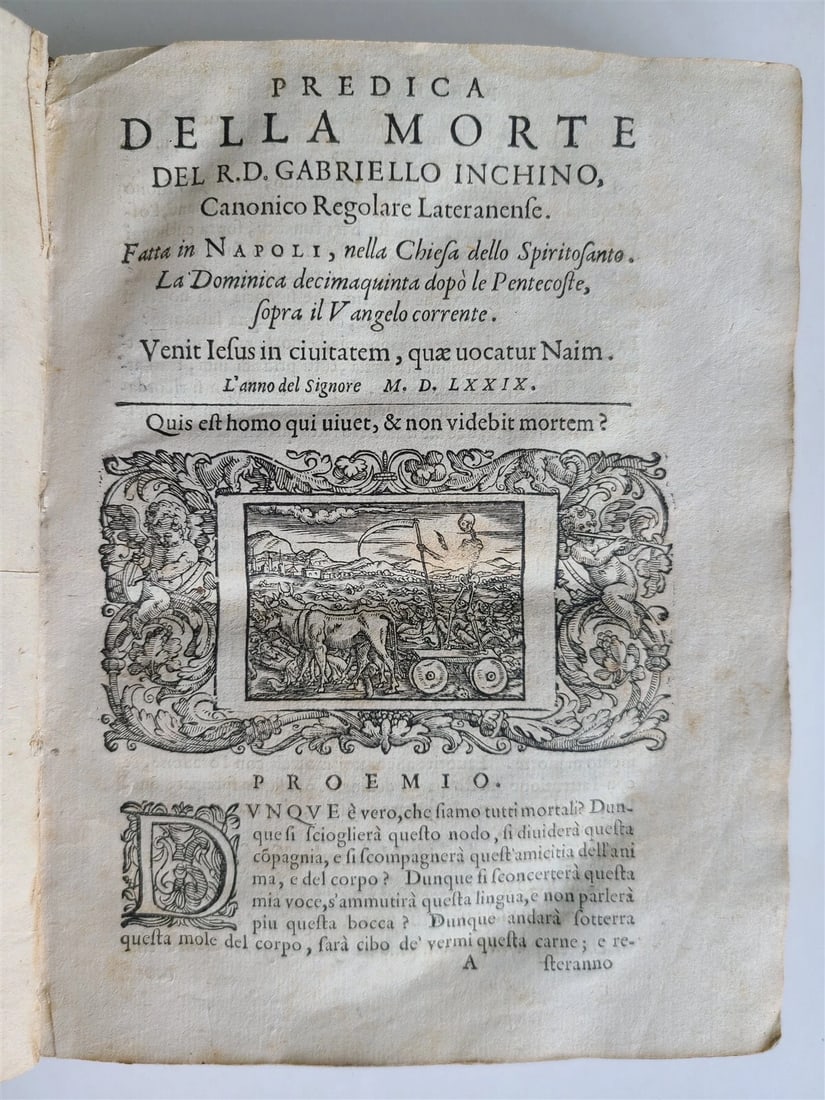 PREDICA
DELLA MORTE
DEL R.D. GABRIELLO INCHINO,
Canonico Regolare Lateranenſe.
Fatta in NAPOLI, nella Chieſa dello Spiritoſanto.
La Dominica decimaquinta dopò le Pentecoſte,
ſopra il Vangelo corrente.
Venit Ieſus in ciuitatem, quæ uocatur Naim.
L'anno del Signore M. D. LXXIX.
Quis eſt homo qui uiuet, & non videbit mortem?
PROEMIO.
DVNQVE è vero, che ſiamo tutti mortali? Dun-
que ſi ſcioglierà queſto nodo, ſi diuiderà queſta
cõpagnia, e ſi ſcompagnerà queſt'amicitia dell'ani
ma, e del corpo? Dunque ſi ſconcerterà queſta
mia voce, s'ammutirà queſta lingua, e non parlerà
piu queſta bocca? Dunque andarà ſotterra
queſta mole del corpo, ſarà cibo de' vermi queſta carne; e re-
A ſteranno